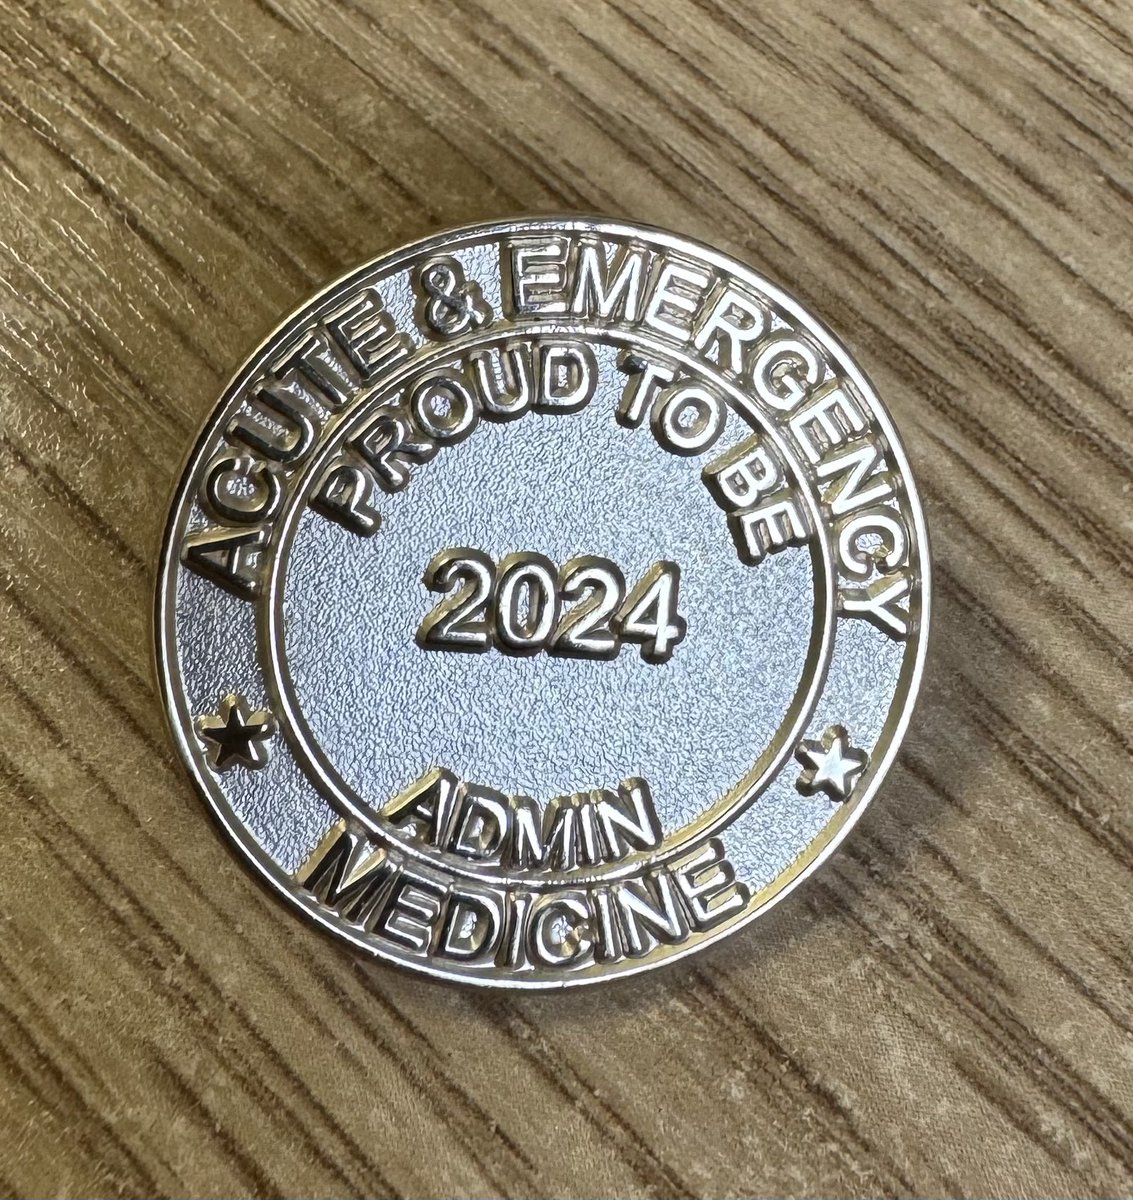 ACUTE & EMERGENCY
PROUD TO BE
2024
ADMIN
MEDICINE